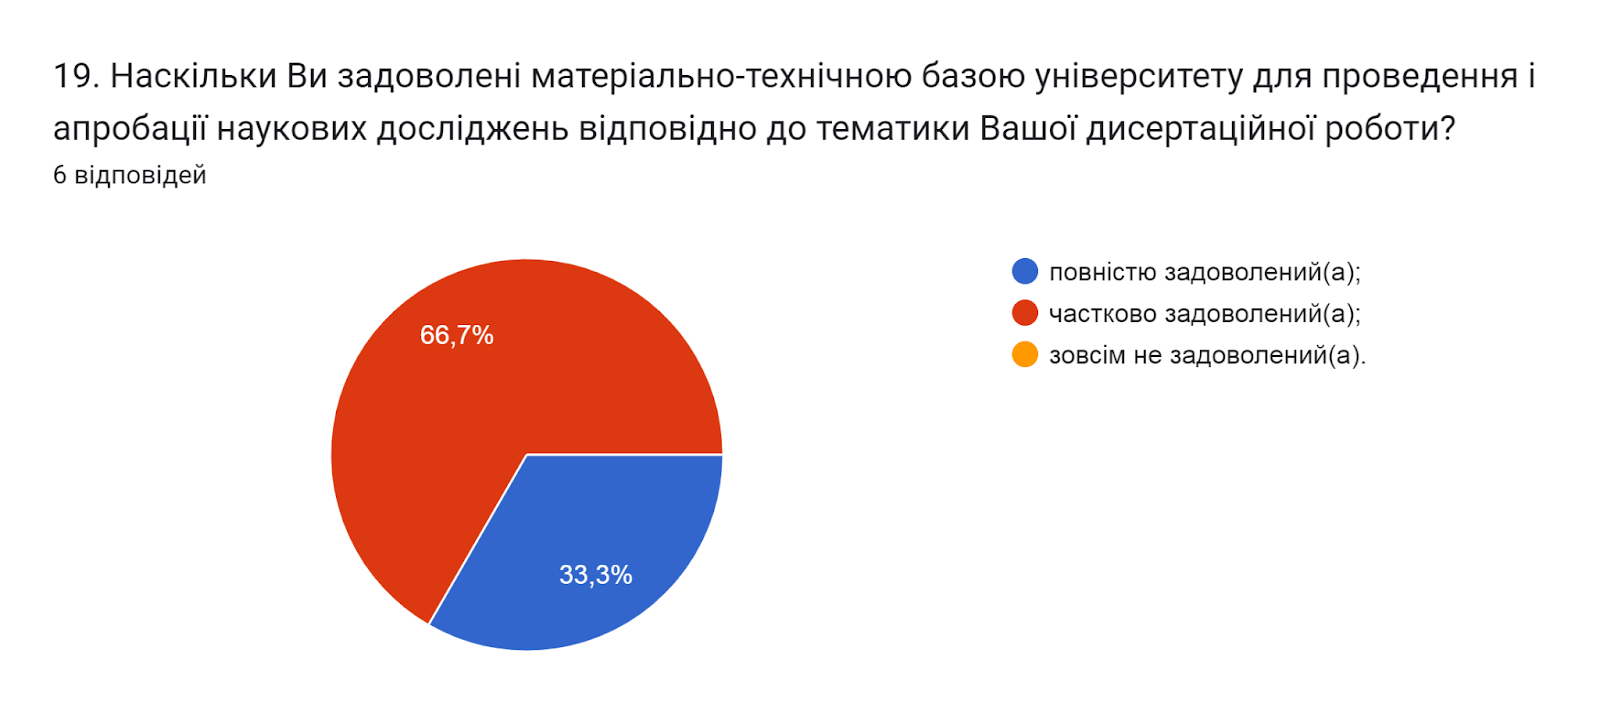 19. Наскільки Ви задоволені матеріально-технічною базою університету для проведення і
апробації наукових досліджень відповідно до тематики Вашої дисертаційної роботи?
6 відповідей
66,7%
33,3%
повністю задоволений(а);
частково задоволений(а);
зовсім не задоволений(а).